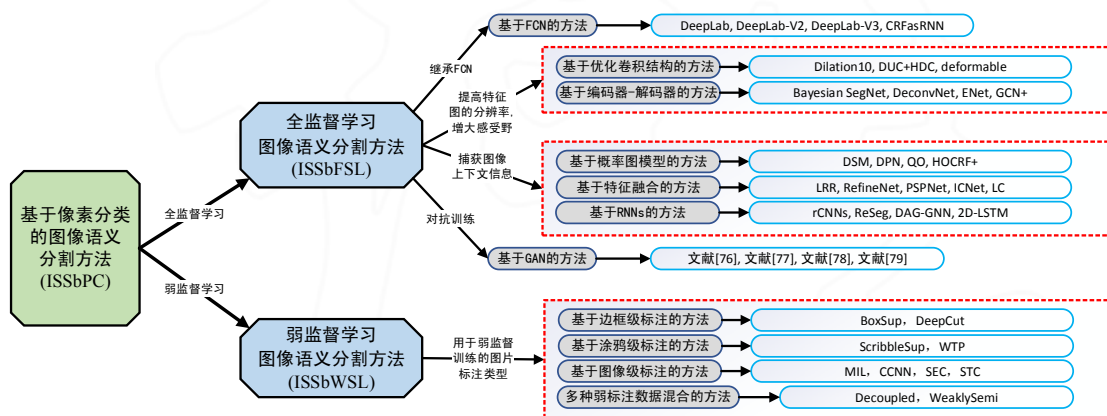 基于像素分类
的图像语义
分割方法
(ISSbPC)
全监督学习
弱监督学习
全监督学习
图像语义分割方法
(ISSbFSL)
继承FCN
基于FCN的方法
DeepLab, DeepLab-V2, DeepLab-V3, CRFasRNN
提高特征
图的分辨率,
增大感受野
基于优化卷积结构的方法
Dilation10, DUC+HDC, deformable
基于编码器-解码器的方法
Bayesian SegNet, DeconvNet, ENet, GCN+
捕获图像
上下文信息
基于概率图模型的方法
DSM, DPN, QO, HOCRF+
基于特征融合的方法
LRR, RefineNet, PSPNet, ICNet, LC
基于RNNs的方法
rCNNs, ReSeg, DAG-GNN, 2D-LSTM
对抗训练
基于GAN的方法
文献[76], 文献[77], 文献[78], 文献[79]
弱监督学习
图像语义分割方法
(ISSbWSL)
用于弱监督
训练的图片
标注类型
基于边框级标注的方法
BoxSup，DeepCut
基于涂鸦级标注的方法
ScribbleSup，WTP
基于图像级标注的方法
MIL，CCNN，SEC，STC
多种弱标注数据混合的方法
Decoupled，WeaklySemi